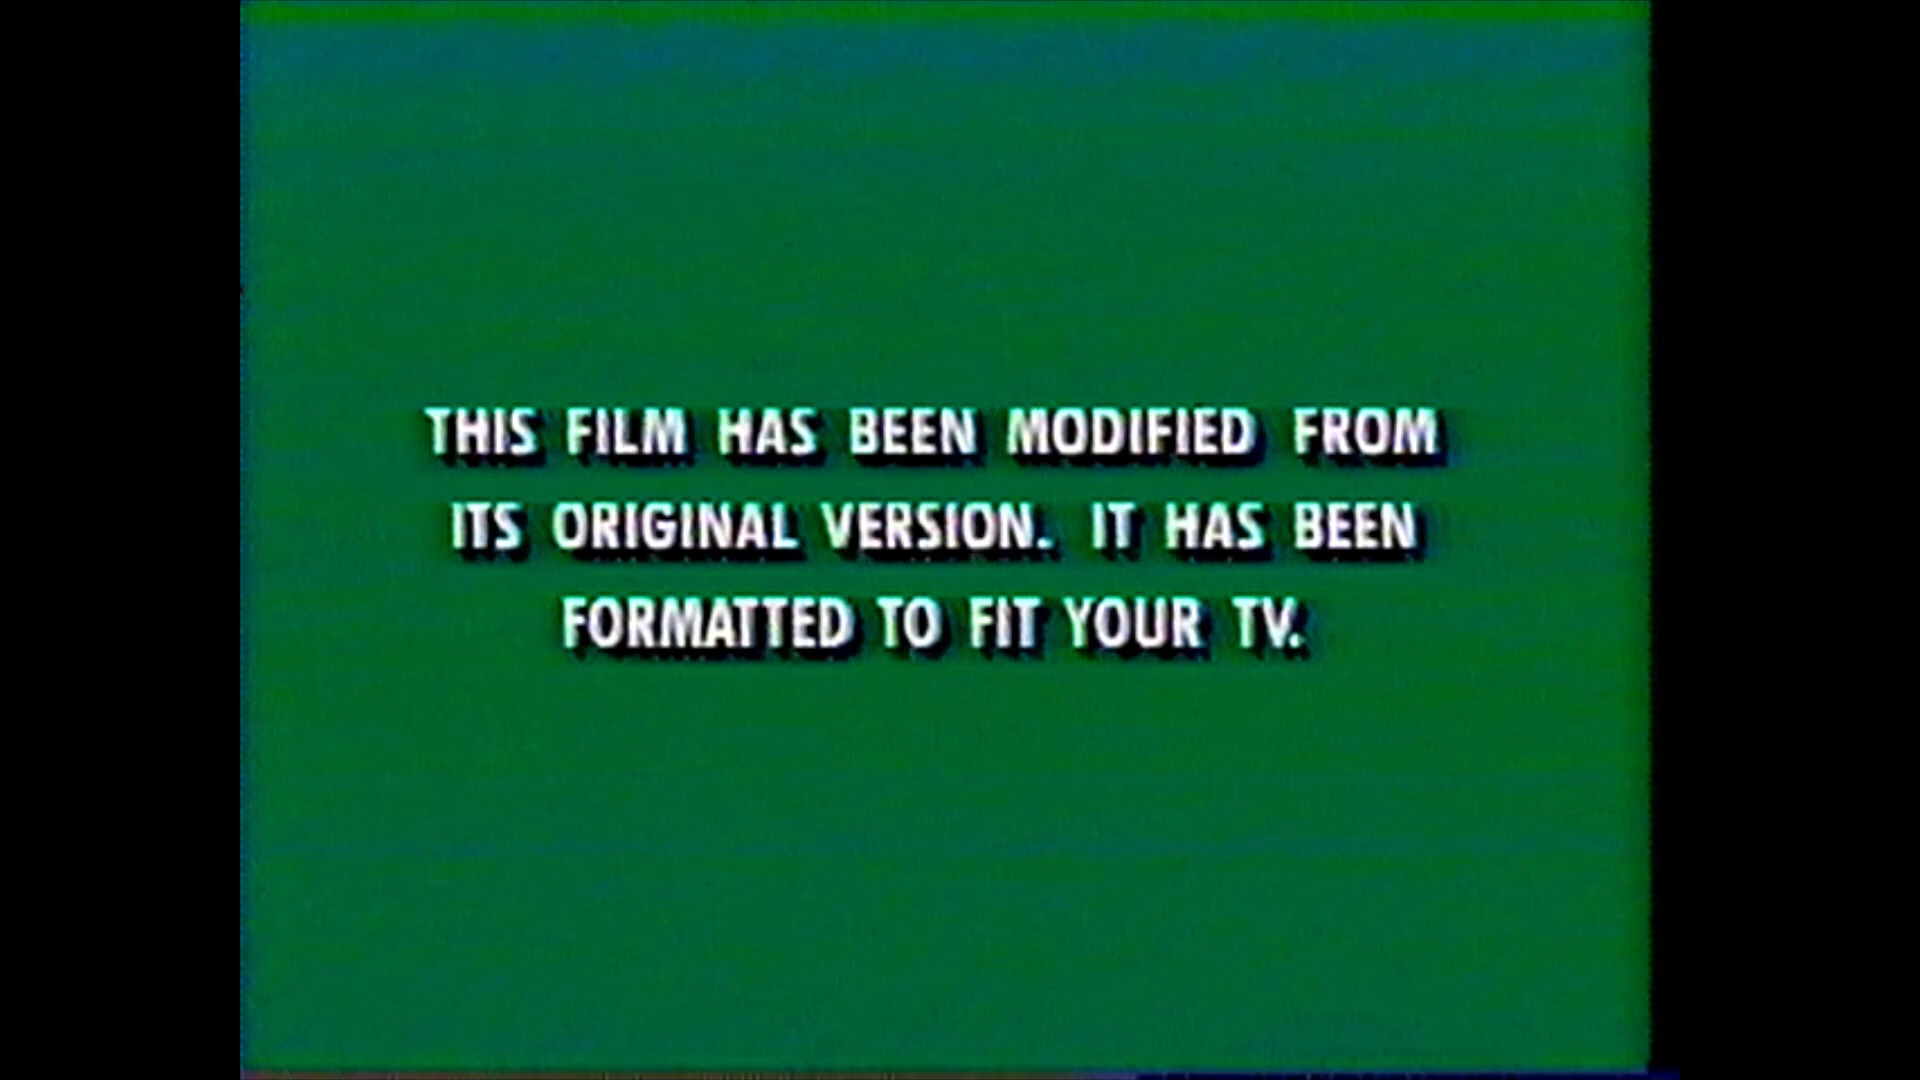 THIS FILM HAS BEEN MODIFIED FROM
ITS ORIGINAL VERSION. IT HAS BEEN
FORMATTED TO FIT YOUR TV.